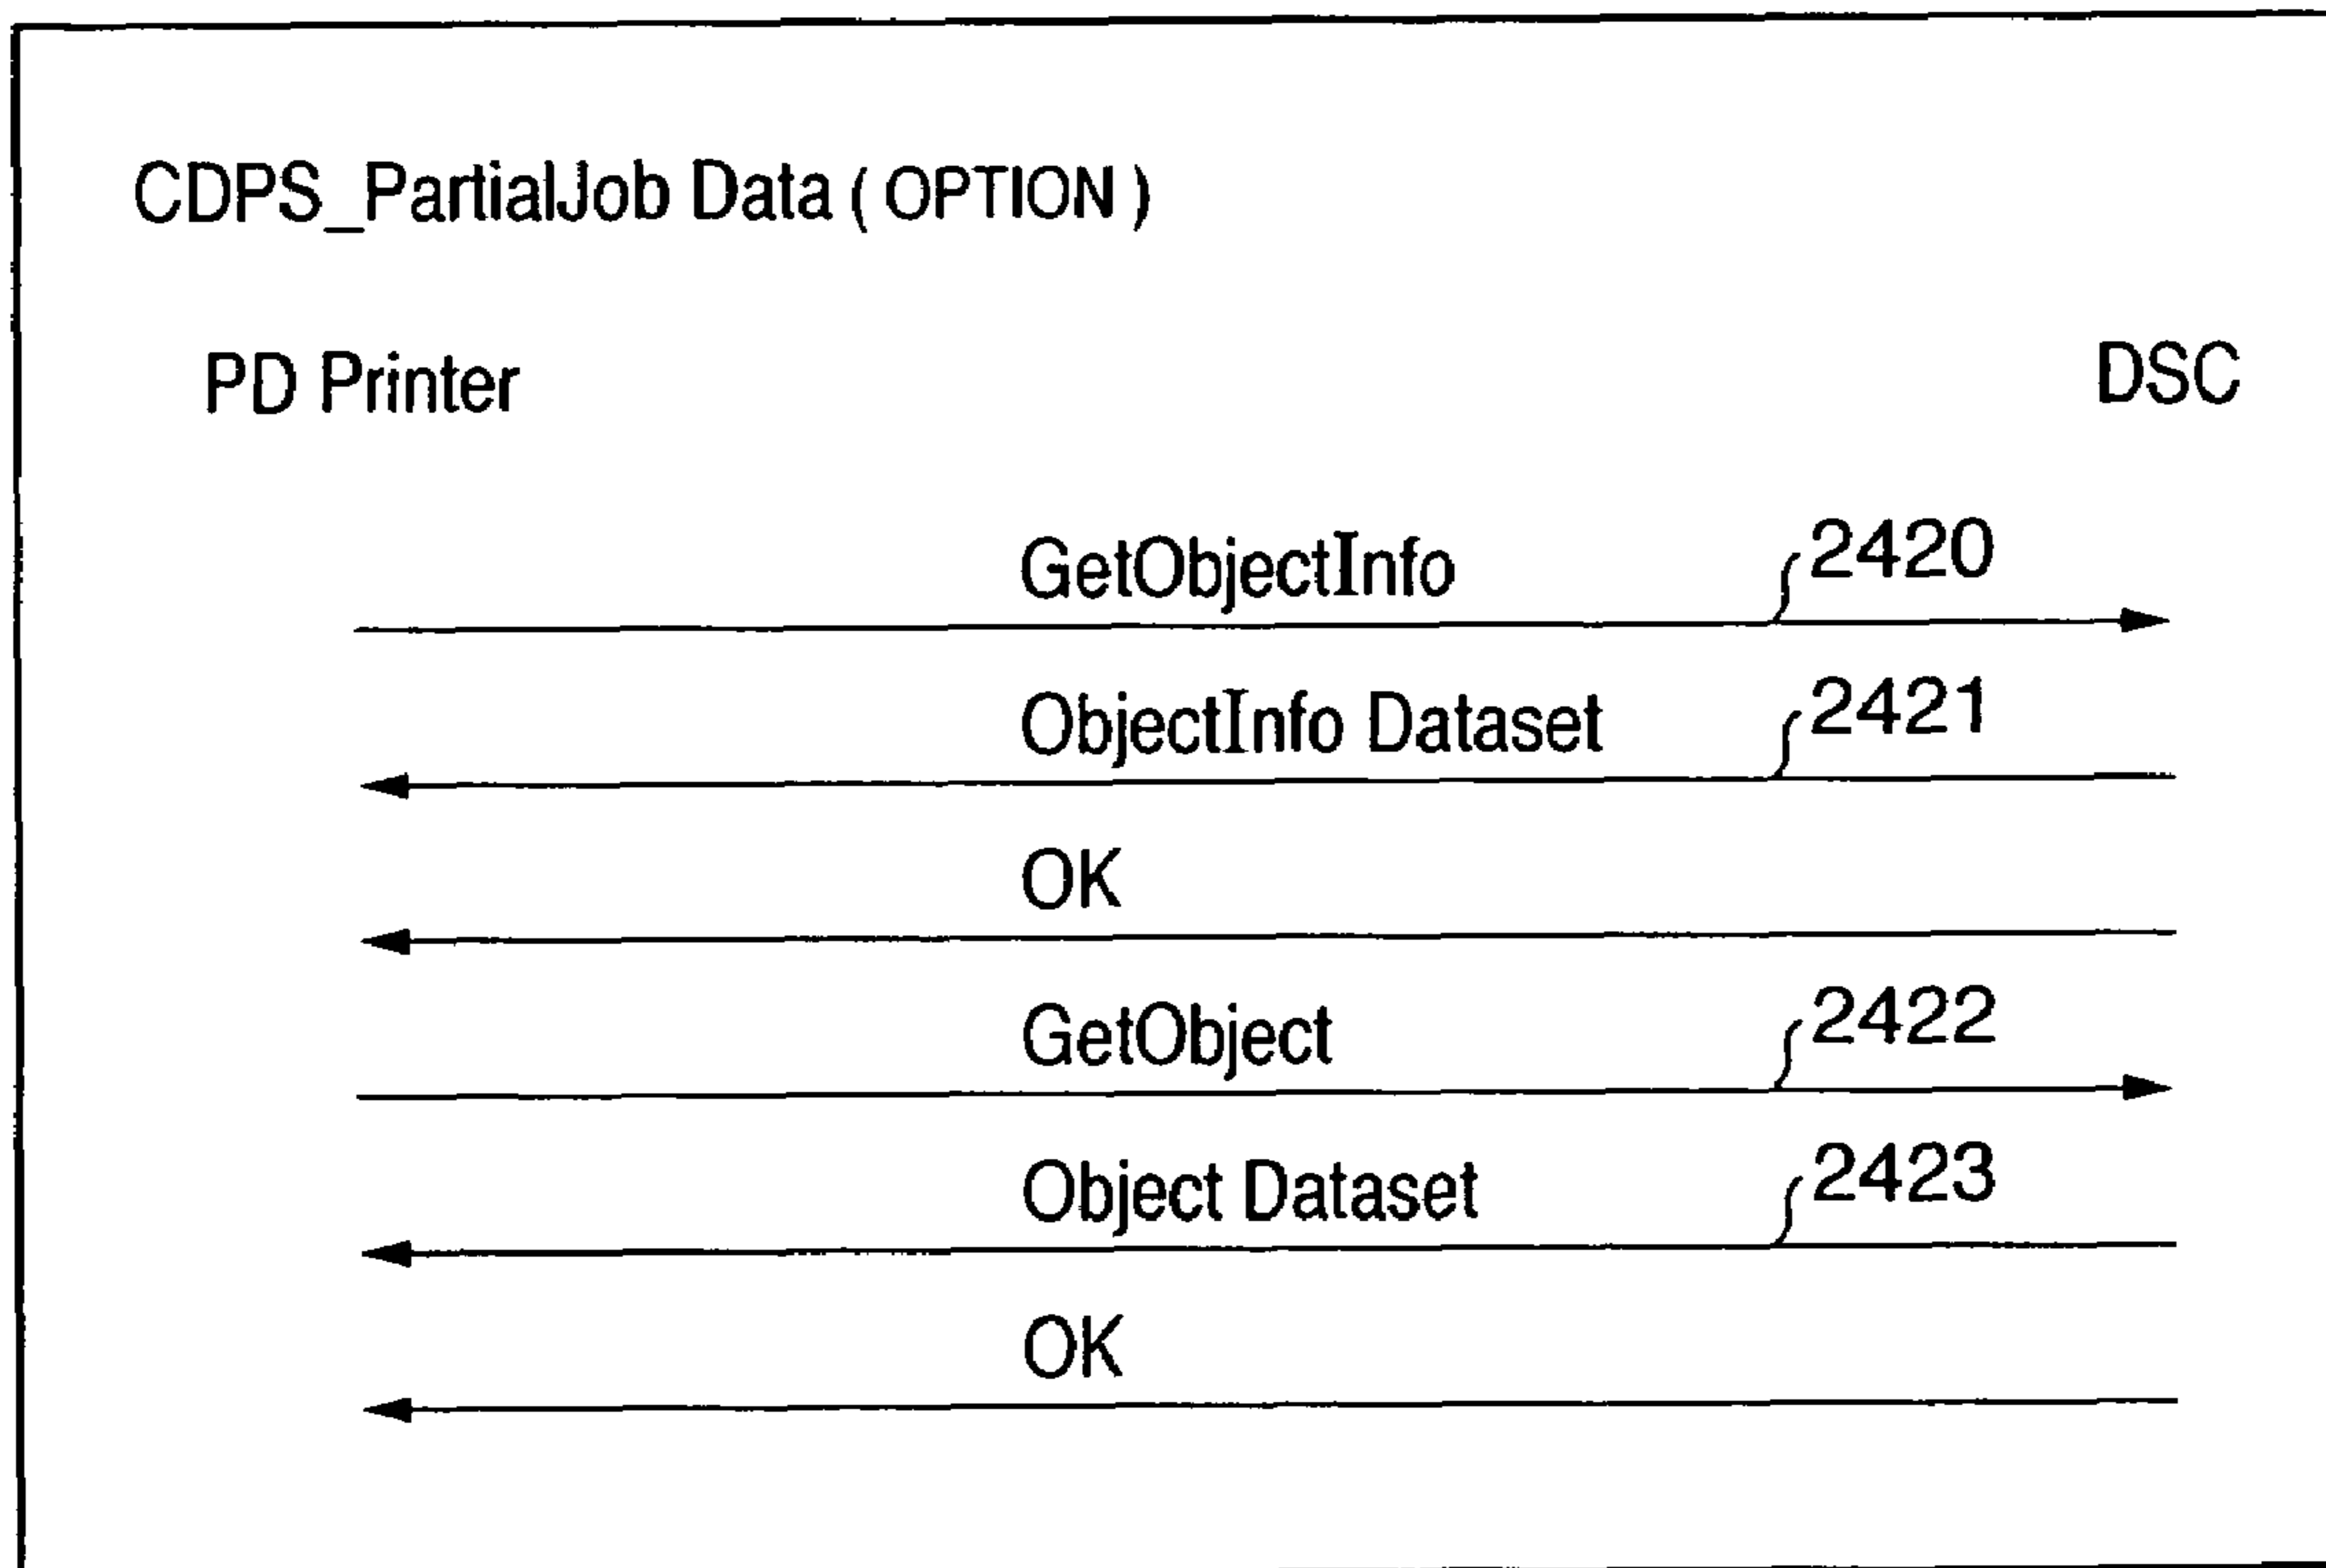 CDPS_PartialJob Data ( OPTION )
PD Printer DSC
GetObjectInfo 2420
ObjectInfo Dataset 2421
OK
GetObject 2422
Object Dataset 2423
OK